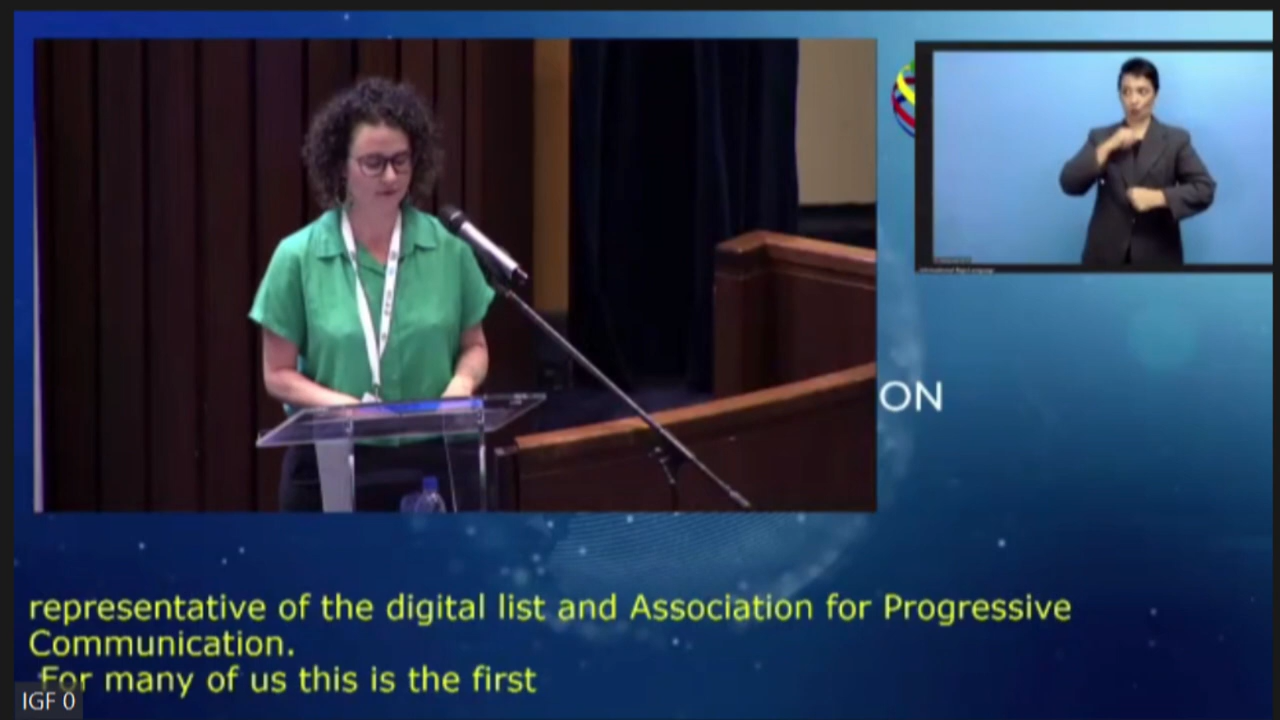 ON
representative of the digital list and Association for Progressive
Communication.
For many of us this is the first
IGF 0